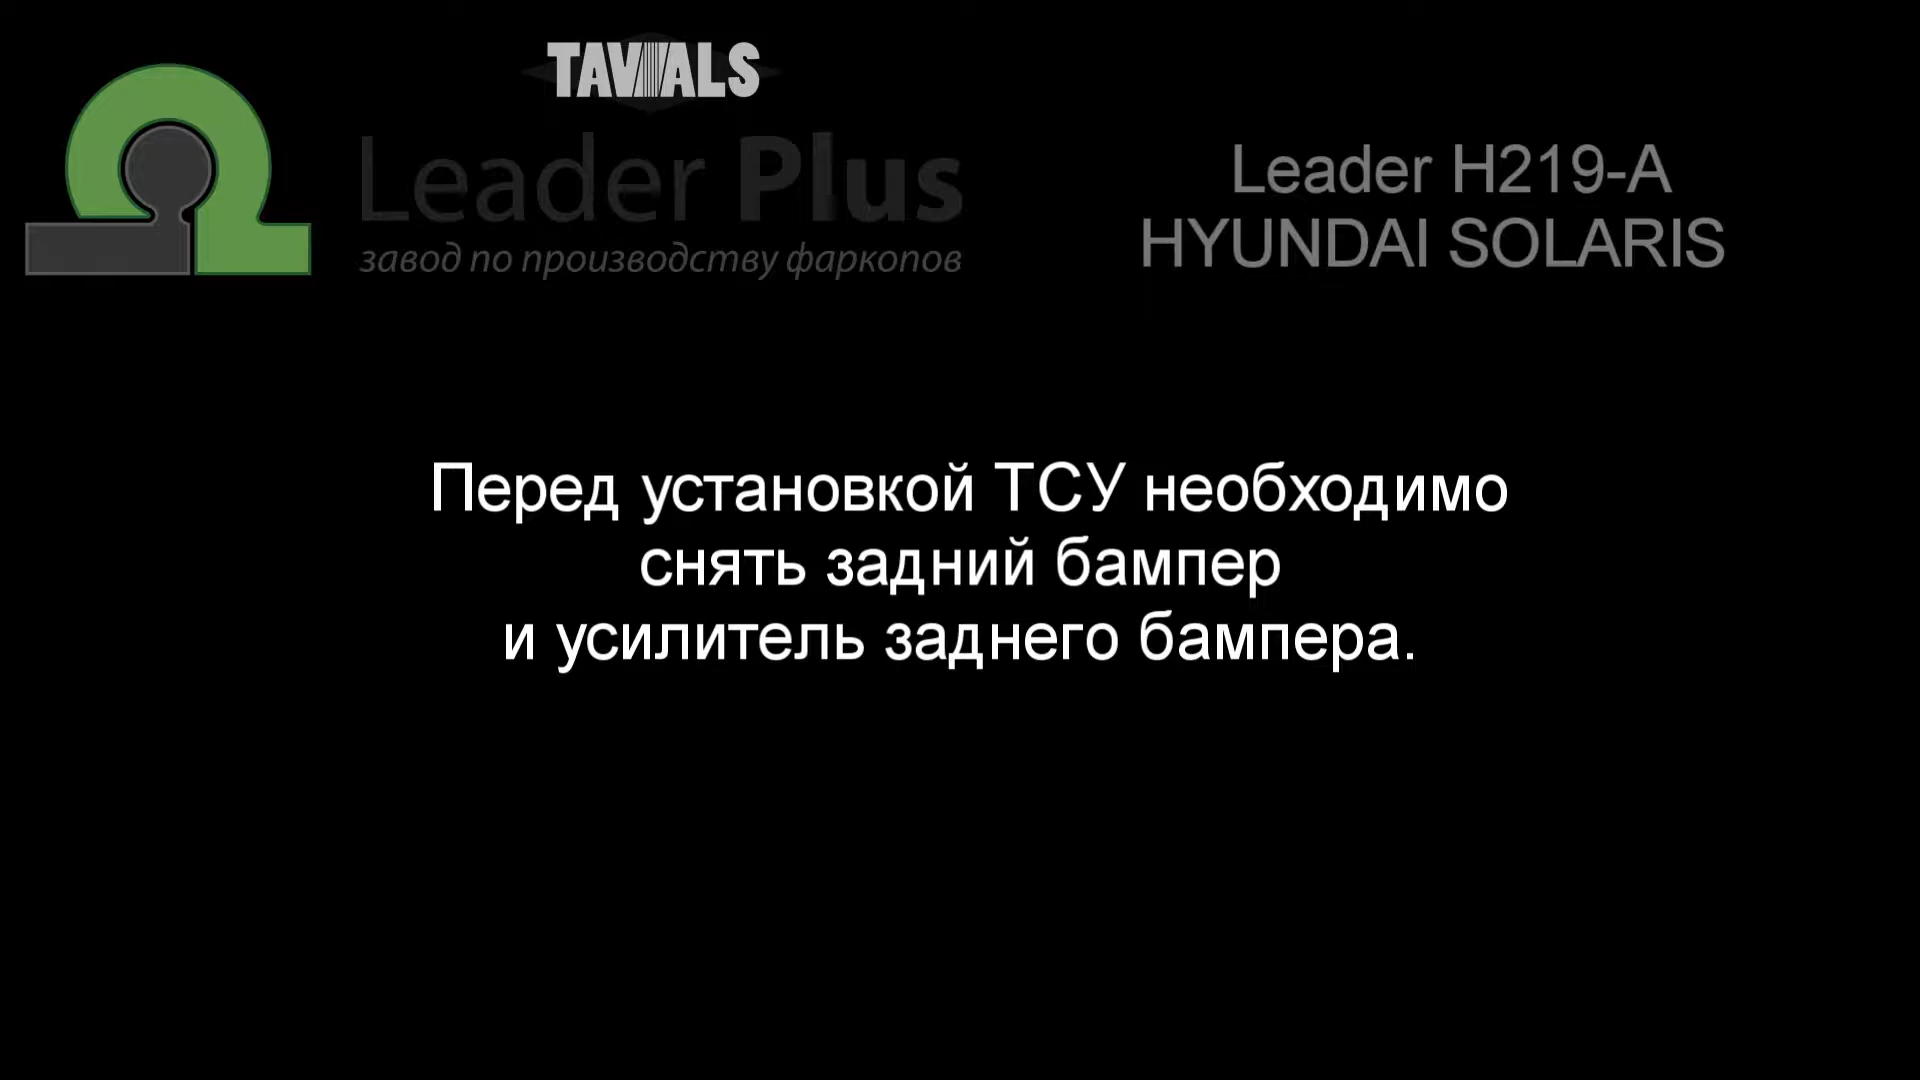 TAVIALS
Leader Plus
завод по производству фаркопов
Leader H219-A
HYUNDAI SOLARIS
Перед установкой ТСУ необходимо
снять задний бампер
и усилитель заднего бампера.